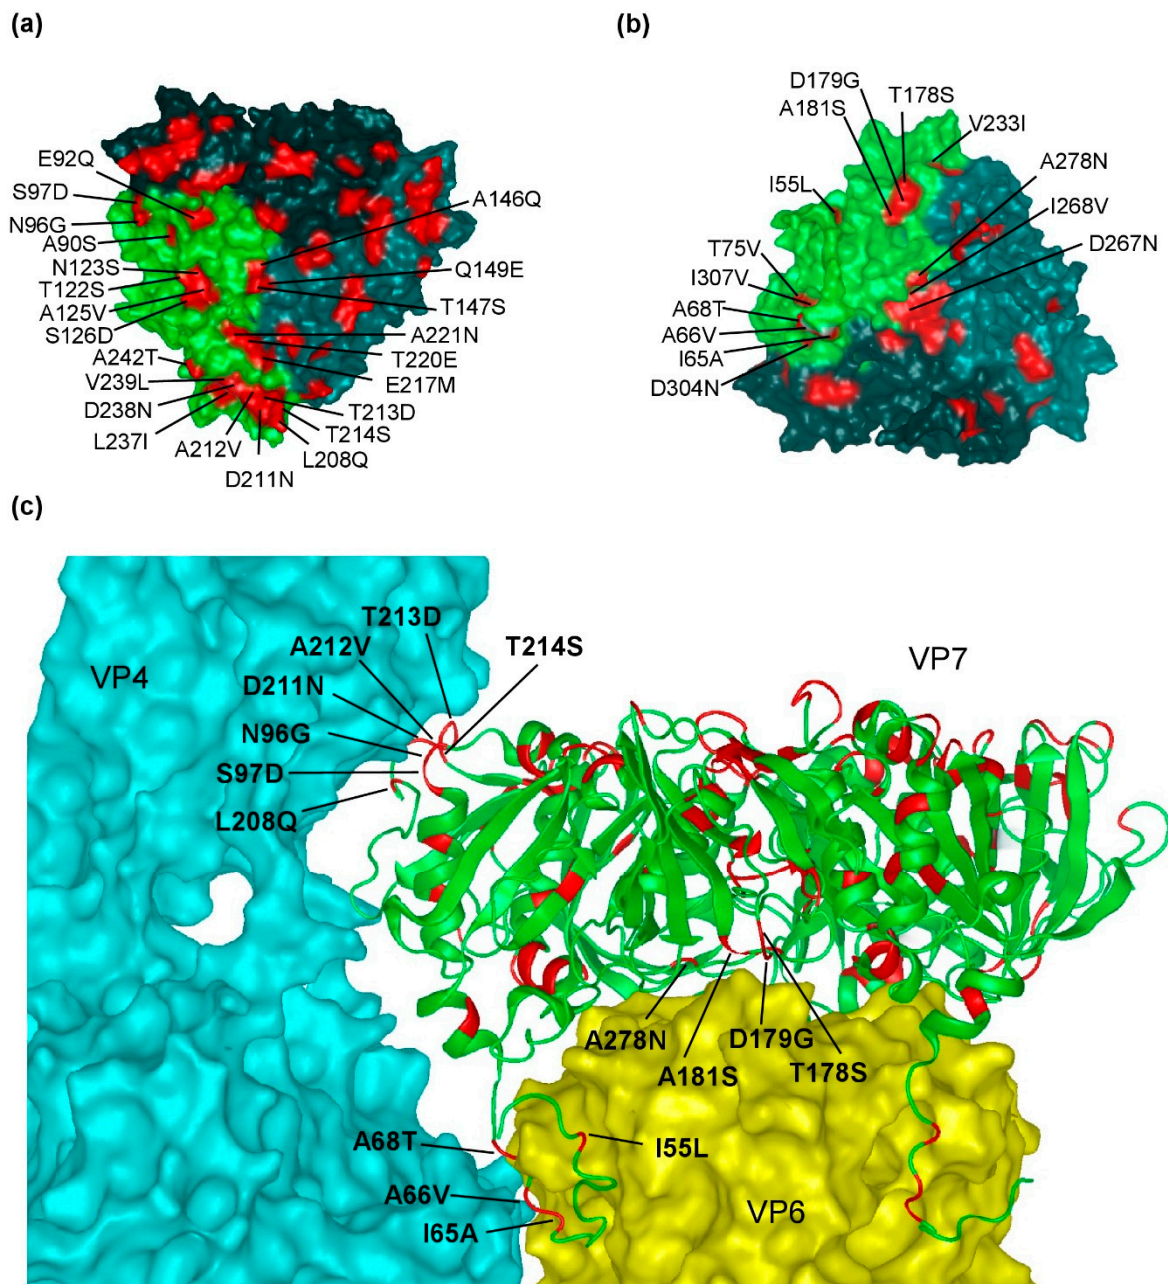 (a)
E92Q
S97D
N96G
A90S
N123S
T122S
A125V
S126D
A242T
V239L
D238N
L237I
A212V
D211N
A146Q
Q149E
T147S
A221N
T220E
E217M
T213D
T214S
L208Q
(b)
D179G
A181S
T178S
V233I
I55L
A278N
I268V
D267N
T75V
I307V
A68T
A66V
I65A
D304N
(c)
VP4
T213D
A212V
T214S
VP7
D211N
N96G
S97D
L208Q
A278N
D179G
A181S
T178S
A68T
I55L
A66V
I65A
VP6